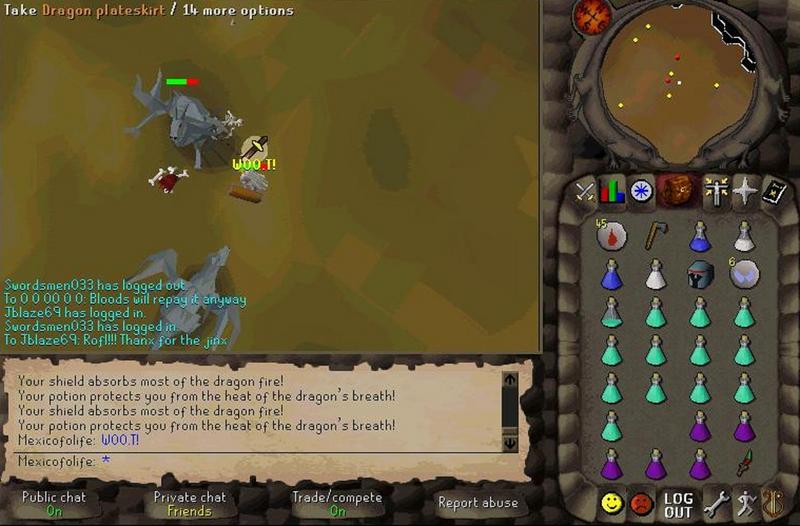 Take Dragon plateskirt / 14 more options
WOO.T!
45
6
Swordsmen033 has logged out.
To 0 0 00 0 0: Bloods will repay it anyway
Jblaze69 has logged in.
Swordsmen033 has logged in.
To Jblaze69: Rofl!!! Thanx for the jinx
Your shield absorbs most of the dragon fire!
Your potion protects you from the heat of the dragon's breath!
Your shield absorbs most of the dragon fire!
Your potion protects you from the heat of the dragon's breath!
Mexicofolife: WOO.T!
Mexicofolife: *
Public chat
On
Private chat
Friends
Trade/compete
On
Report abuse
LOG
OUT